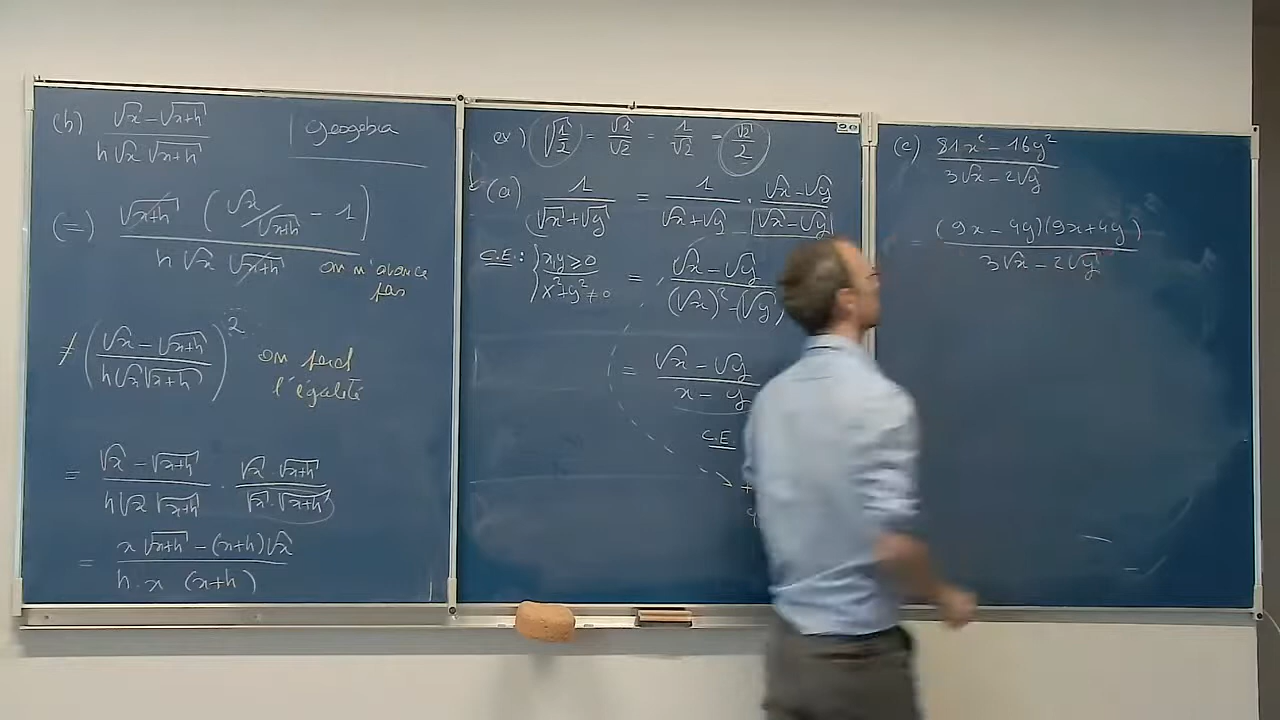 (b) (√x - √(x+h)) / (h √x √(x+h))
Geogebra
(=) (√(x+h) (√x/√(x+h) - 1)) / (h √x √(x+h))
on n'avance
pas
≠ ((√x - √(x+h)) / (h √x √(x+h)))²
on perd
l'égalité
= (√x - √(x+h)) / (h √x √(x+h)) · (√x · √(x+h)) / (√x · √(x+h))
= (x √(x+h) - (x+h) √x) / (h · x (x+h))
ex) √(1/2) = √1/√2 = 1/√2 = √2/2
(a) 1 / (√x + √y) = 1 / (√x + √y) · (√x - √y) / (√x - √y)
C.E.: { xy ≥ 0
x² + y² ≠ 0
= (√x - √y) / ((√x)² - (√y)
= (√x - √y) / (x - y
C.E.
(c) (81x² - 16y²) / (3√x - 2√y)
= ((9x - 4y)(9x + 4y)) / (3√x - 2√y)